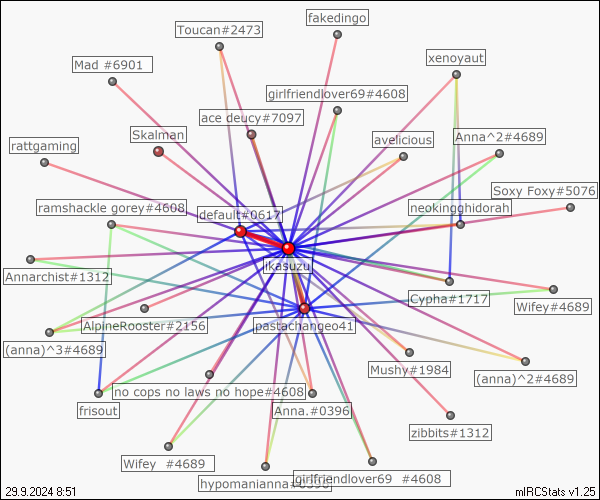 fakedingo
Toucan#2473
xenoyaut
Mad #6901
girlfriendlover69#4608
ace deucy#7097
Skalman
avelicious
Anna^2#4689
rattgaming
Soxy Foxy#5076
ramshackle gorey#4608
default#0617
neokingghidorah
ikasuzu
Annarchist#1312
Cypha#1717
Wifey#4689
AlpineRooster#2156
pastachangeo41
(anna)^3#4689
Mushy#1984
(anna)^2#4689
no cops no laws no hope#4608
frisout
Anna.#0396
zibbits#1312
Wifey #4689
hypomanianna#0396
girlfriendlover69 #4608
29.9.2024 8:51
mIRCStats v1.25